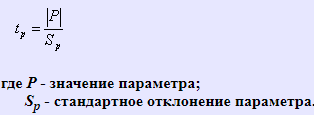 t_p = |P| / S_p
где P - значение параметра;
S_p - стандартное отклонение параметра.